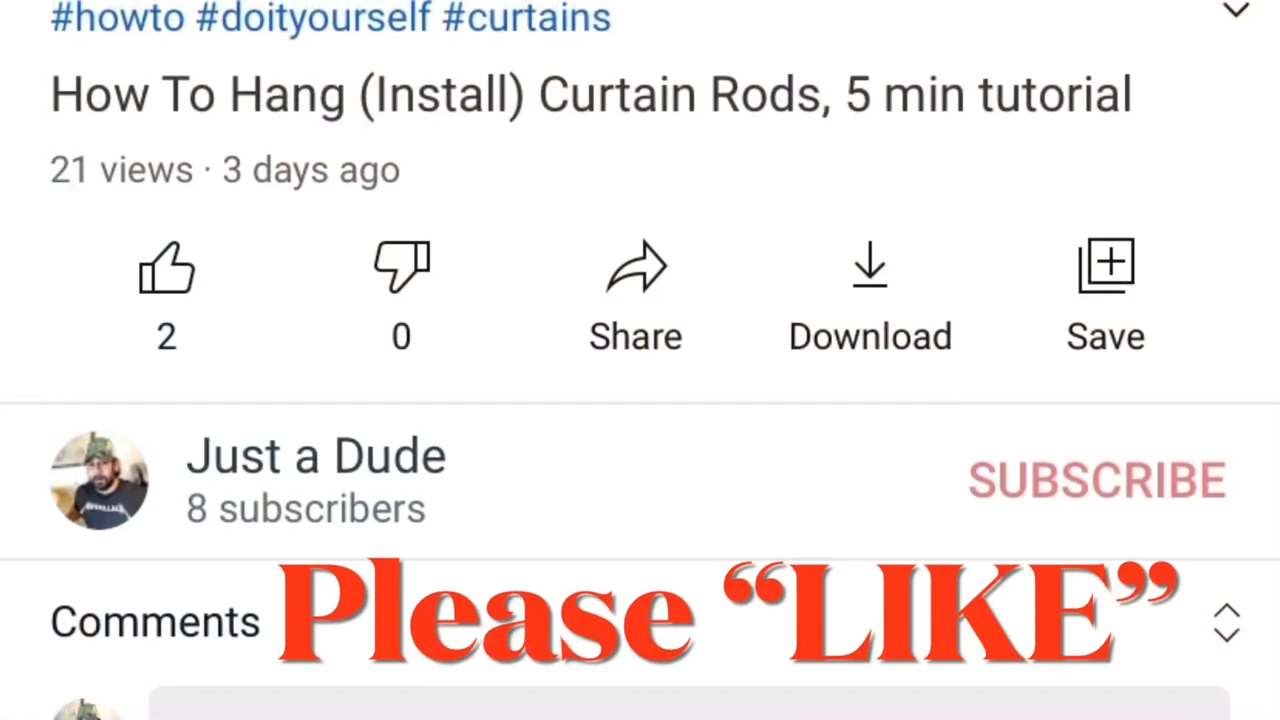 #howto #doityourself #curtains
How To Hang (Install) Curtain Rods, 5 min tutorial
21 views · 3 days ago
2 0 Share Download Save
Just a Dude
8 subscribers
SUBSCRIBE
Comments
Please “LIKE”